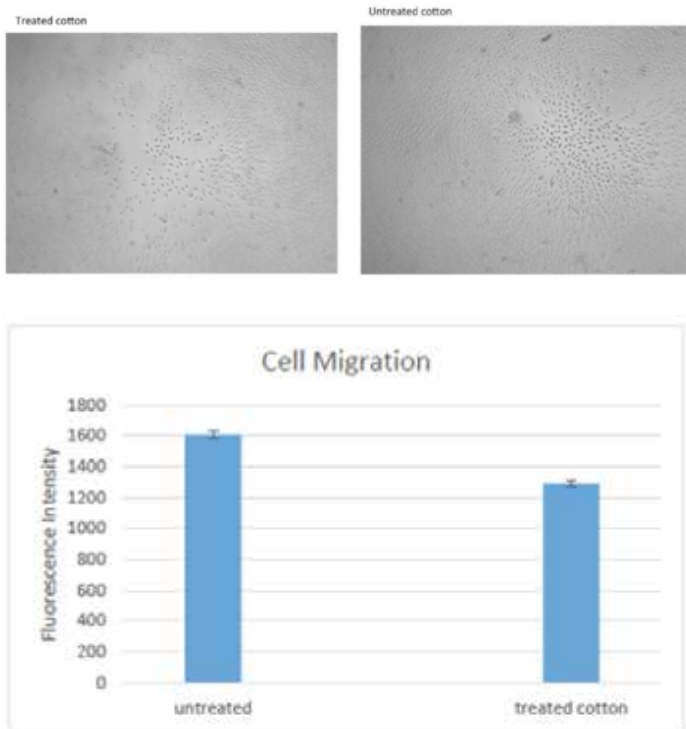 Treated cotton
Untreated cotton
Cell Migration
Fluorescence Intensity
1800
1600
1400
1200
1000
800
600
400
200
0
untreated
treated cotton